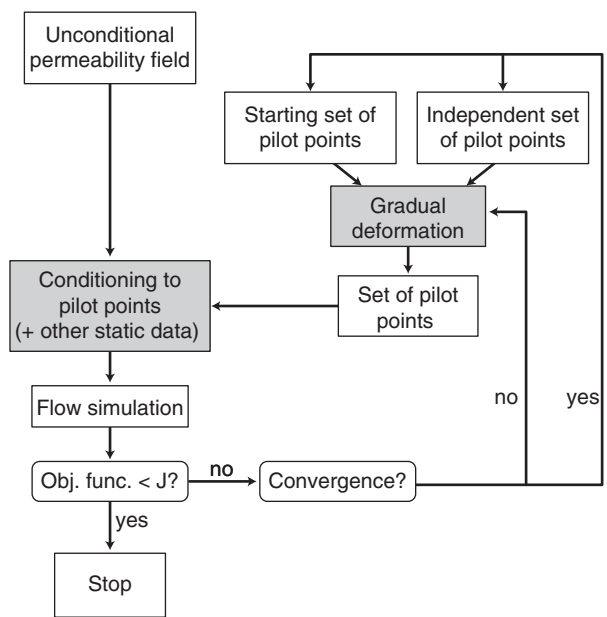 Unconditional
permeability field
Starting set of
pilot points
Independent set
of pilot points
Gradual
deformation
Conditioning to
pilot points
(+ other static data)
Set of pilot
points
Flow simulation
no
yes
Obj. func. < J?
no
Convergence?
yes
Stop